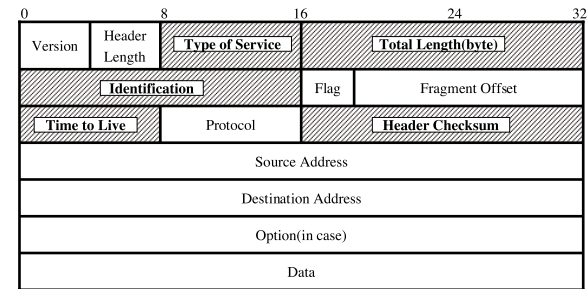 0 8 16 24 32
Version
Header
Length
Type of Service
Total Length(byte)
Identification
Flag
Fragment Offset
Time to Live
Protocol
Header Checksum
Source Address
Destination Address
Option(in case)
Data